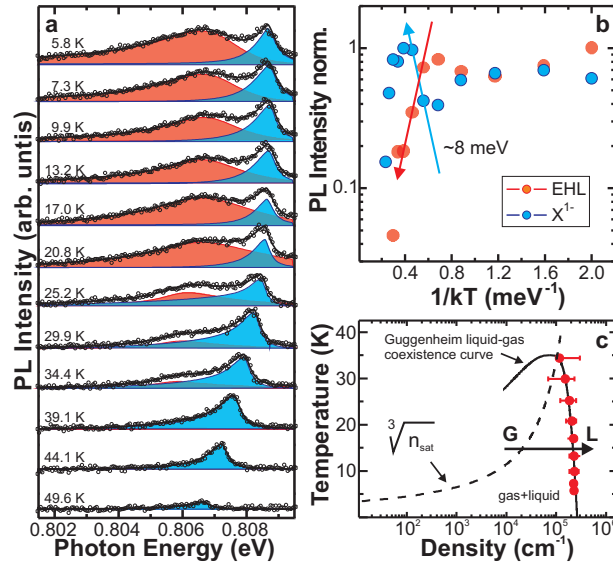 a
5.8 K
7.3 K
9.9 K
13.2 K
17.0 K
20.8 K
25.2 K
29.9 K
34.4 K
39.1 K
44.1 K
49.6 K
PL Intensity (arb. untis)
0.802 0.804 0.806 0.808
Photon Energy (eV)
b
PL Intensity norm.
1
0.1
~8 meV
EHL
X¹⁻
0.4 0.8 1.2 1.6 2.0
1/kT (meV⁻¹)
c
Temperature (K)
40
35
30
25
20
15
10
5
0
Guggenheim liquid-gas
coexistence curve
∛n_sat
G L
gas+liquid
10² 10³ 10⁴ 10⁵ 10⁶
Density (cm⁻¹)